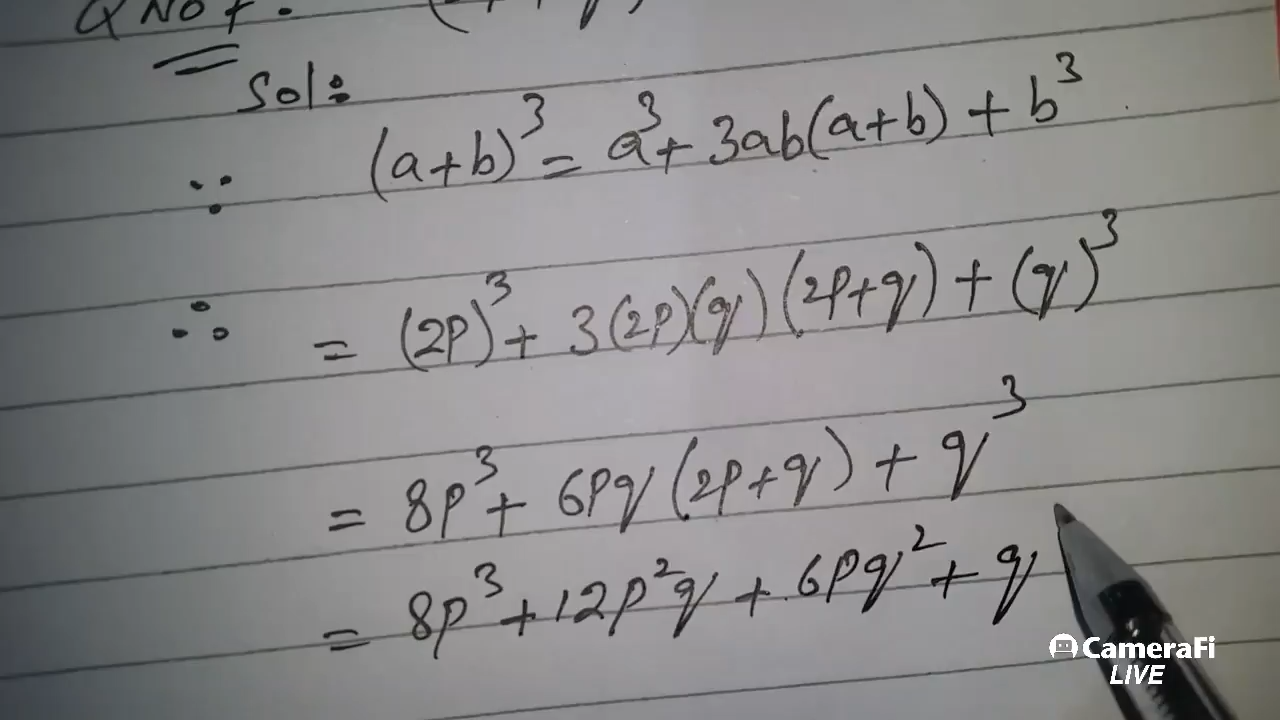 Q No
Sol:
∵ (a+b)³ = a³ + 3ab(a+b) + b³
∴ = (2p)³ + 3(2p)(q)(2p+q) + (q)³
= 8p³ + 6pq(2p+q) + q³
= 8p³ + 12p²q + 6pq² + q
CameraFi
LIVE